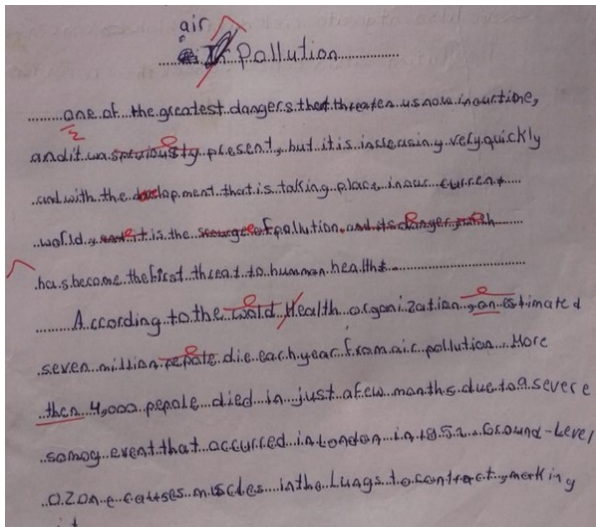 air
Pollution
one of the greatest dangers that threaten us now in our time,
and it was previously present, but it is increasing very quickly
and with the development that is taking place in our current
world, it is the scourge of pollution. and its danger
has become the first threat to humman health
According to the world Health organization, an estimated
seven million pepole die each year from air pollution. More
then 4,000 pepole died in just a few months due to a severe
somog event that occurred in London in 1852. Ground-Level
ozone causes muscles in the Lungs to contract, making